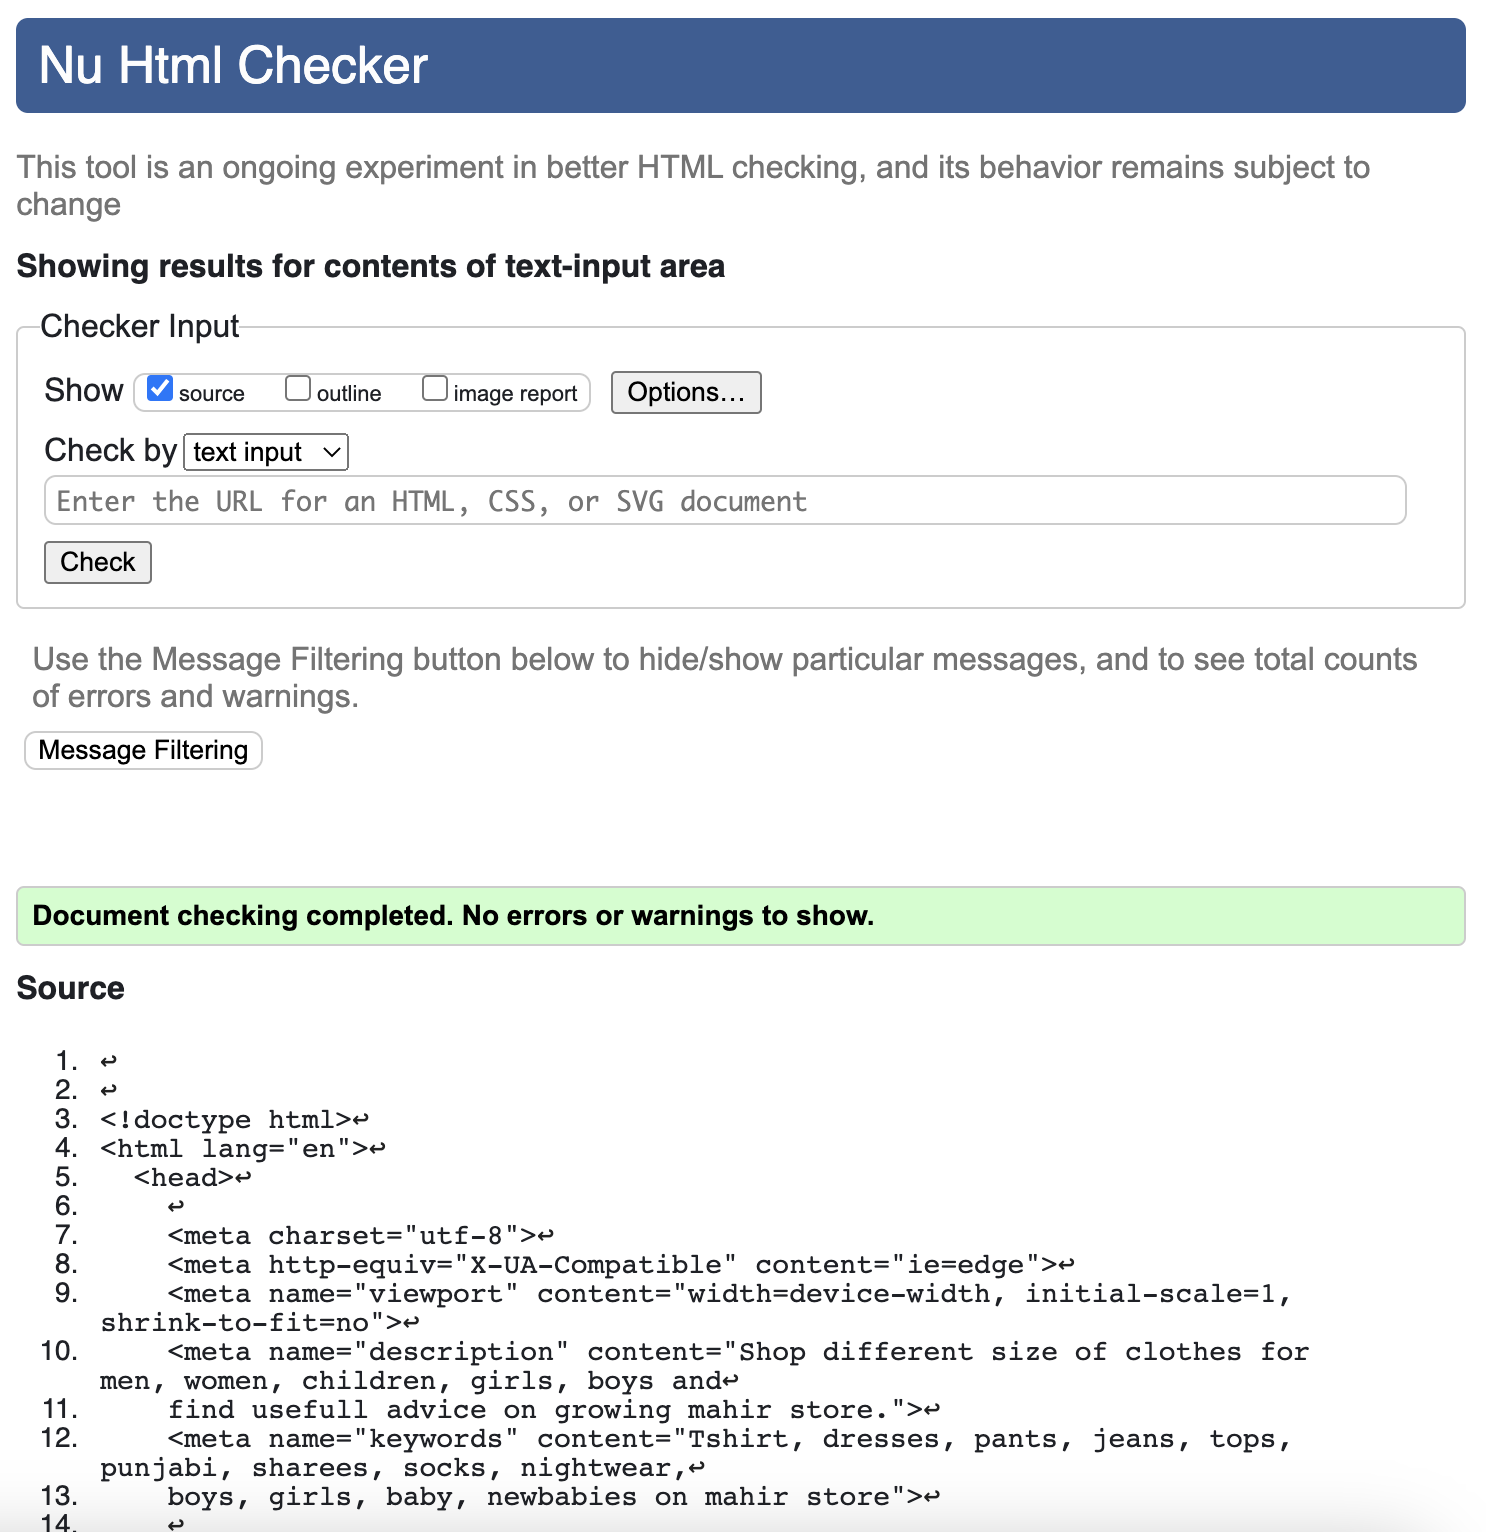 Nu Html Checker
This tool is an ongoing experiment in better HTML checking, and its behavior remains subject to
change
Showing results for contents of text-input area
Checker Input
Show source outline image report Options...
Check by text input
Enter the URL for an HTML, CSS, or SVG document
Check
Use the Message Filtering button below to hide/show particular messages, and to see total counts
of errors and warnings.
Message Filtering
Document checking completed. No errors or warnings to show.
Source
1. ↩
2. ↩
3. <!doctype html>↩
4. <html lang="en">↩
5. <head>↩
6. ↩
7. <meta charset="utf-8">↩
8. <meta http-equiv="X-UA-Compatible" content="ie=edge">↩
9. <meta name="viewport" content="width=device-width, initial-scale=1,
shrink-to-fit=no">↩
10. <meta name="description" content="Shop different size of clothes for
men, women, children, girls, boys and↩
11. find usefull advice on growing mahir store.">↩
12. <meta name="keywords" content="Tshirt, dresses, pants, jeans, tops,
punjabi, sharees, socks, nightwear,↩
13. boys, girls, baby, newbabies on mahir store">↩
14. ↩